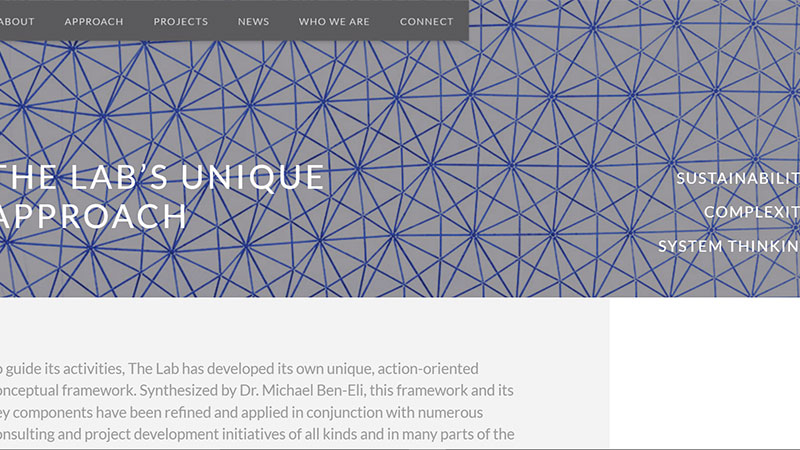 ABOUT APPROACH PROJECTS NEWS WHO WE ARE CONNECT
THE LAB'S UNIQUE
APPROACH
SUSTAINABILIT
COMPLEXIT
SYSTEM THINKIN
o guide its activities, The Lab has developed its own unique, action-oriented
onceptual framework. Synthesized by Dr. Michael Ben-Eli, this framework and its
ey components have been refined and applied in conjunction with numerous
onsulting and project development initiatives of all kinds and in many parts of the